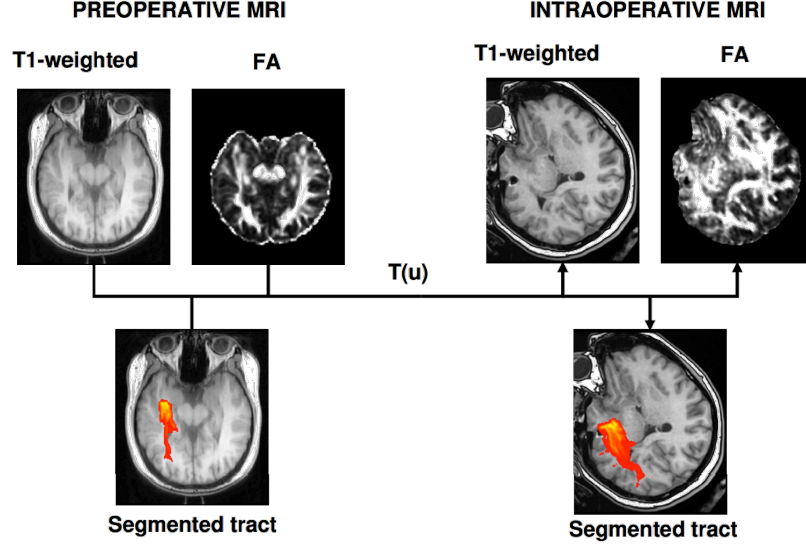 PREOPERATIVE MRI
INTRAOPERATIVE MRI
T1-weighted
FA
T1-weighted
FA
T(u)
Segmented tract
Segmented tract